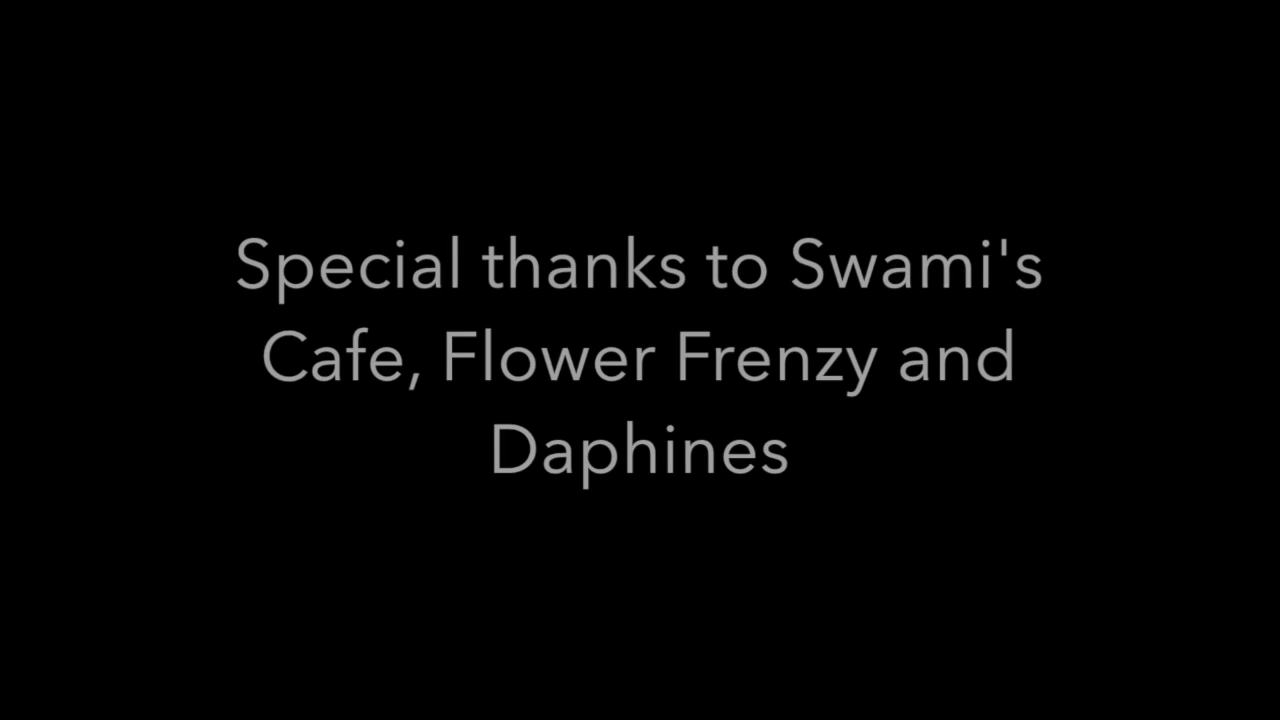 Special thanks to Swami's
Cafe, Flower Frenzy and
Daphines